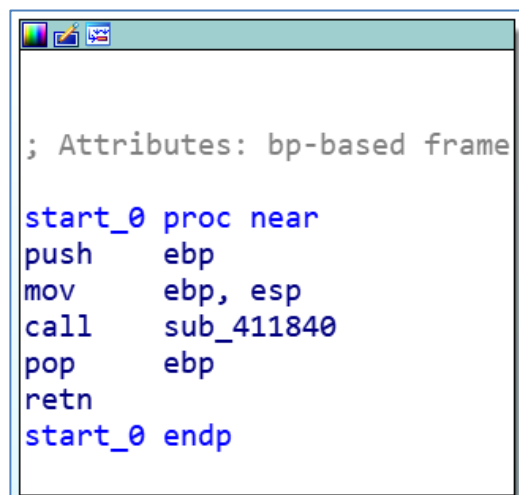 ; Attributes: bp-based frame
start_0 proc near
push    ebp
mov     ebp, esp
call    sub_411840
pop     ebp
retn
start_0 endp